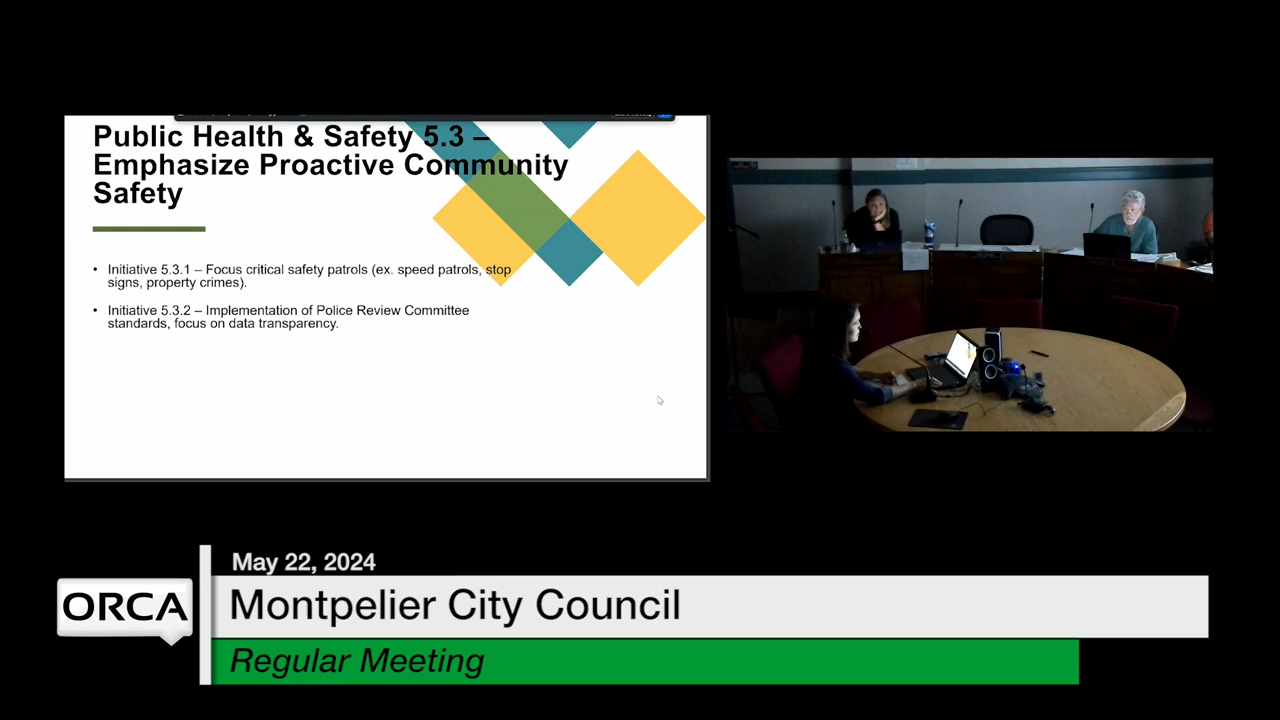 Public Health & Safety 5.3 –
Emphasize Proactive Community
Safety
• Initiative 5.3.1 – Focus critical safety patrols (ex. speed patrols, stop
signs, property crimes).
• Initiative 5.3.2 – Implementation of Police Review Committee
standards, focus on data transparency.
May 22, 2024
ORCA
Montpelier City Council
Regular Meeting